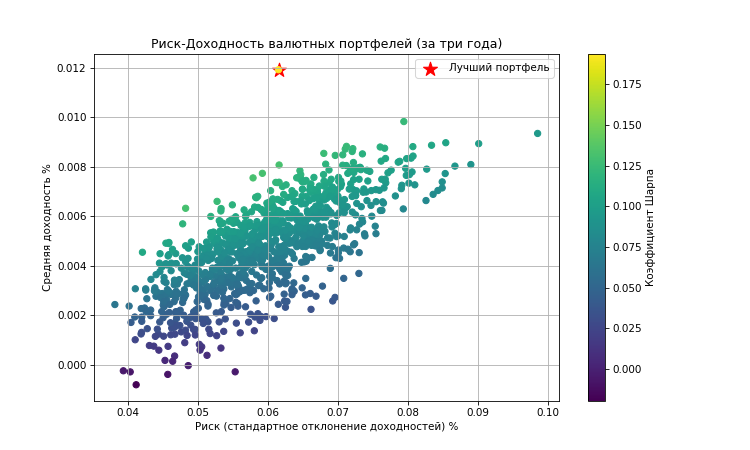 Риск-Доходность валютных портфелей (за три года)
Лучший портфель
0.012
0.010
0.008
0.006
0.004
0.002
0.000
Средняя доходность %
0.04 0.05 0.06 0.07 0.08 0.09 0.10
Риск (стандартное отклонение доходностей) %
0.175
0.150
0.125
0.100
0.075
0.050
0.025
0.000
Коэффициент Шарпа